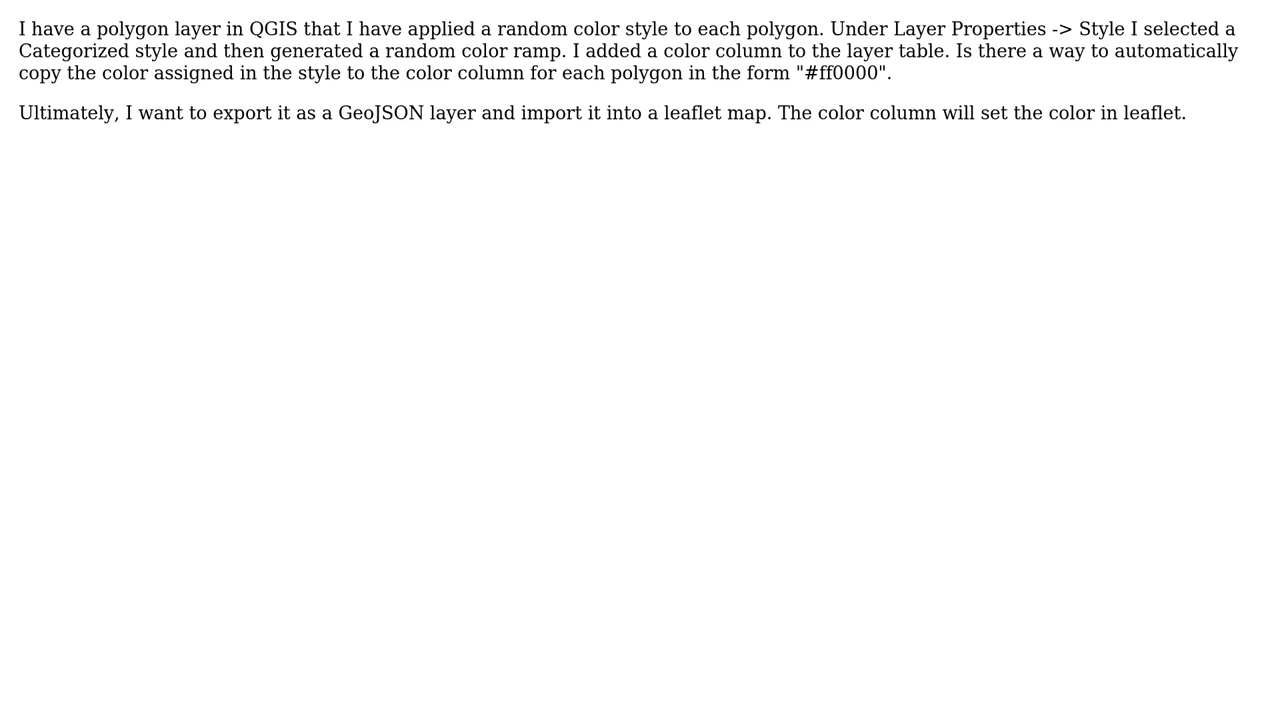 I have a polygon layer in QGIS that I have applied a random color style to each polygon. Under Layer Properties -> Style I selected a
Categorized style and then generated a random color ramp. I added a color column to the layer table. Is there a way to automatically
copy the color assigned in the style to the color column for each polygon in the form "#ff0000".
Ultimately, I want to export it as a GeoJSON layer and import it into a leaflet map. The color column will set the color in leaflet.